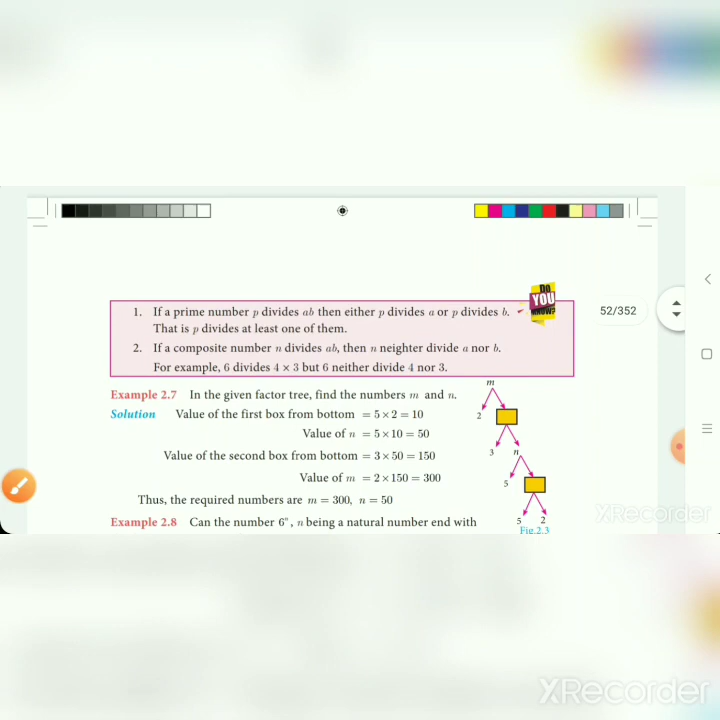 52/352
DO YOU KNOW?
1. If a prime number p divides ab then either p divides a or p divides b.
That is p divides at least one of them.
2. If a composite number n divides ab, then n neighter divide a nor b.
For example, 6 divides 4 × 3 but 6 neither divide 4 nor 3.
Example 2.7 In the given factor tree, find the numbers m and n.
Solution Value of the first box from bottom = 5 × 2 = 10
Value of n = 5 × 10 = 50
Value of the second box from bottom = 3 × 50 = 150
Value of m = 2 × 150 = 300
Thus, the required numbers are m = 300, n = 50
Example 2.8 Can the number 6ⁿ, n being a natural number end with
m
2
3 n
5
5 2
Fig.2.3
XRecorder
XRecorder
XRecorder